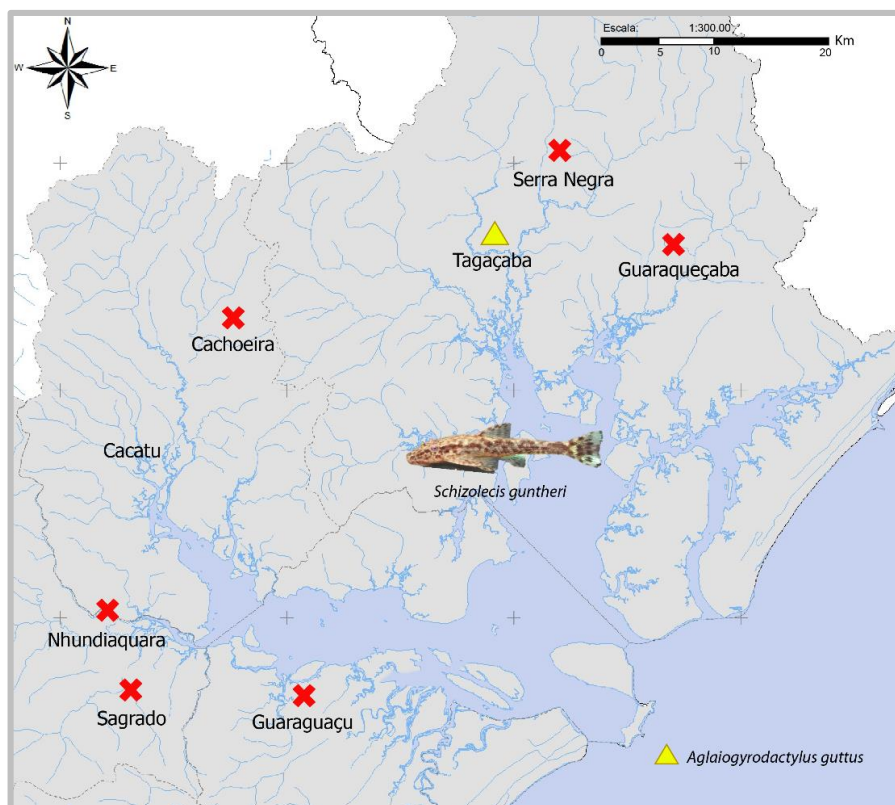 N
W E
S
Escala: 1:300.00
Km
0 5 10 20
Serra Negra
Tagaçaba
Guaraqueçaba
Cachoeira
Cacatu
Schizolecis guntheri
Nhundiaquara
Sagrado
Guaraguaçu
Aglaiogyrodactylus guttus